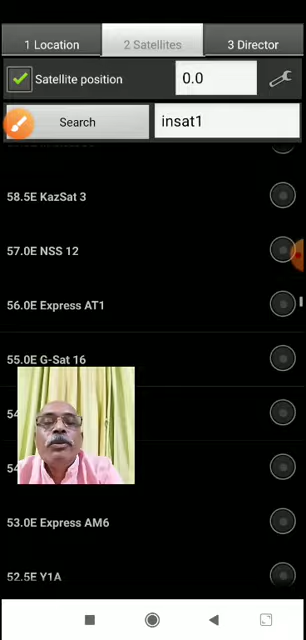 1 Location
2 Satellites
3 Director
Satellite position
0.0
Search
insat1
58.5E KazSat 3
57.0E NSS 12
56.0E Express AT1
55.0E G-Sat 16
53.0E Express AM6
52.5E Y1A